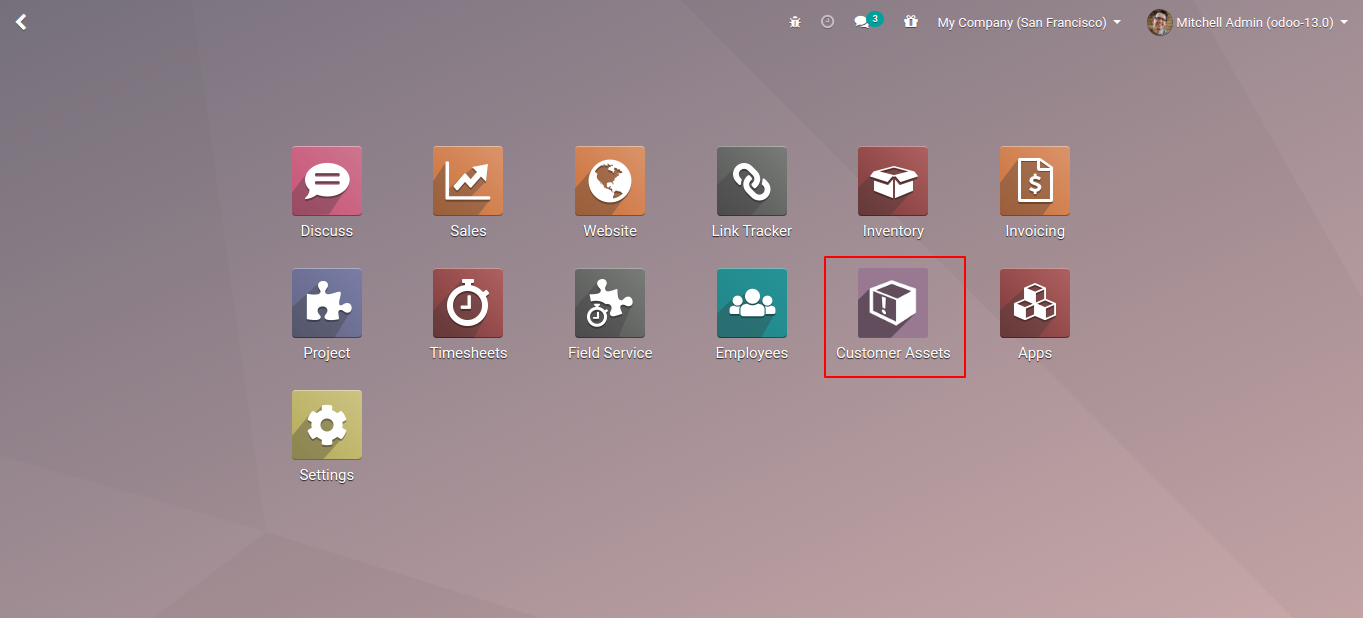 3 My Company (San Francisco) Mitchell Admin (odoo-13.0)
Discuss Sales Website Link Tracker Inventory Invoicing
Project Timesheets Field Service Employees Customer Assets Apps
Settings